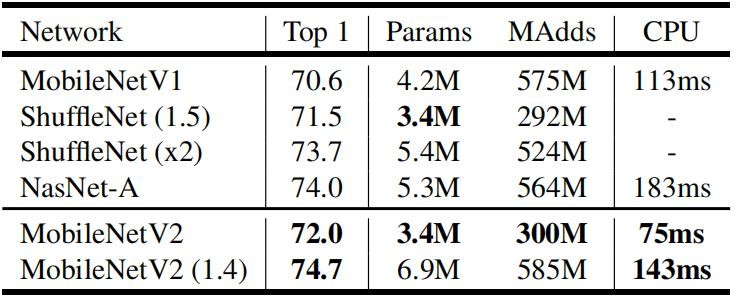 Network Top 1 Params MAdds CPU
MobileNetV1 70.6 4.2M 575M 113ms
ShuffleNet (1.5) 71.5 3.4M 292M -
ShuffleNet (x2) 73.7 5.4M 524M -
NasNet-A 74.0 5.3M 564M 183ms
MobileNetV2 72.0 3.4M 300M 75ms
MobileNetV2 (1.4) 74.7 6.9M 585M 143ms